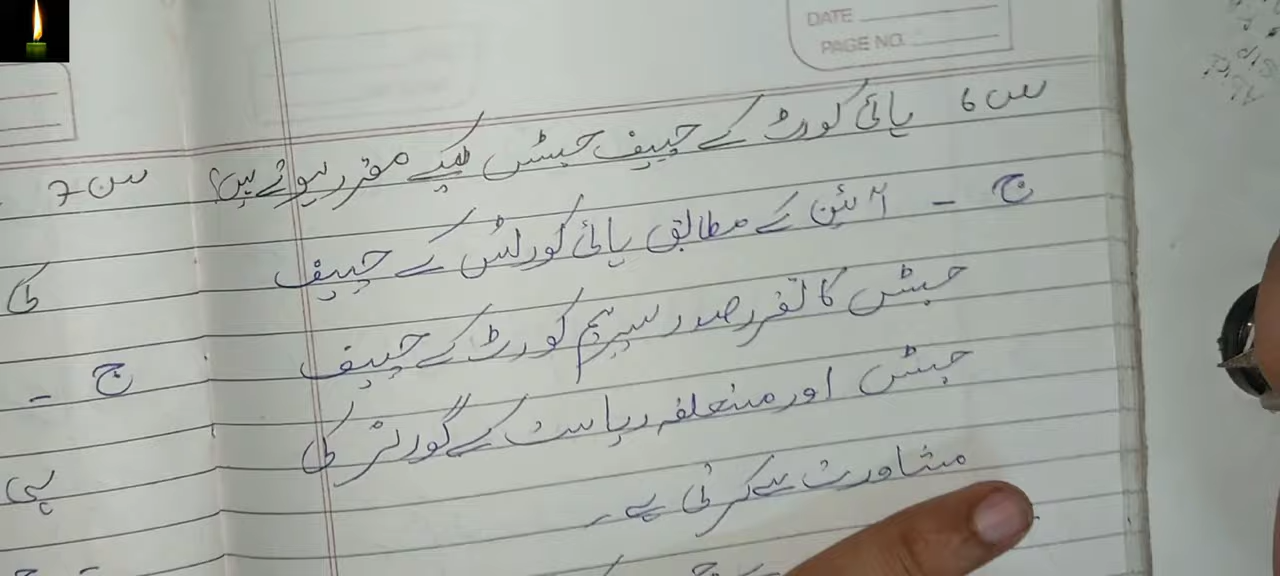 DATE
PAGE NO.
س 6 ہائی کورٹ کے چیف جسٹس کیسے مقرر ہوتے ہیں؟
ج - آئین کے مطابق ہائی کورٹس کے چیف
جسٹس کا تقرر صدر سپریم کورٹ کے چیف
جسٹس اور متعلقہ ریاست کے گورنر کی
مشاورت سے کرتی ہے۔
س 7
کی
ج -